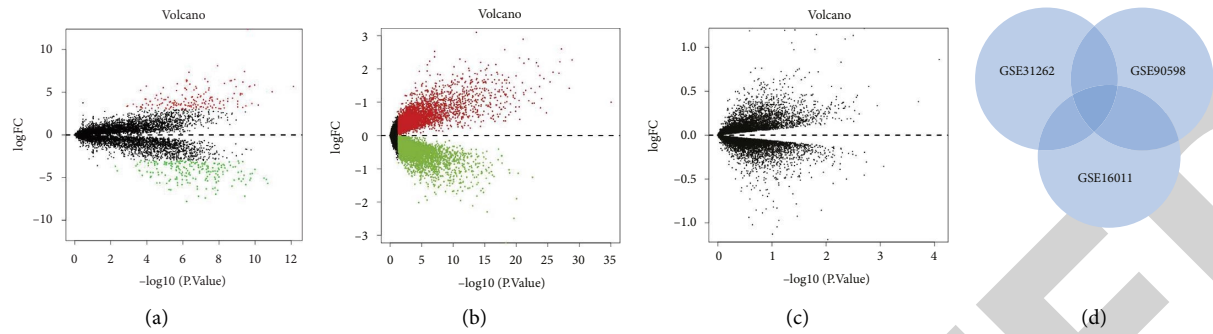 Volcano
10
5
0
–5
–10
logFC
0
2
4
6
8
10
12
–log10 (P.Value)
(a)
Volcano
3
2
–1
0
–1
–2
–3
logFC
0
5
10
15
20
25
30
35
–log10 (P.Value)
(b)
Volcano
1.0
0.5
0.0
–0.5
–1.0
logFC
0
1
2
3
4
–log10 (P.Value)
(c)
GSE31262
GSE90598
GSE16011
(d)